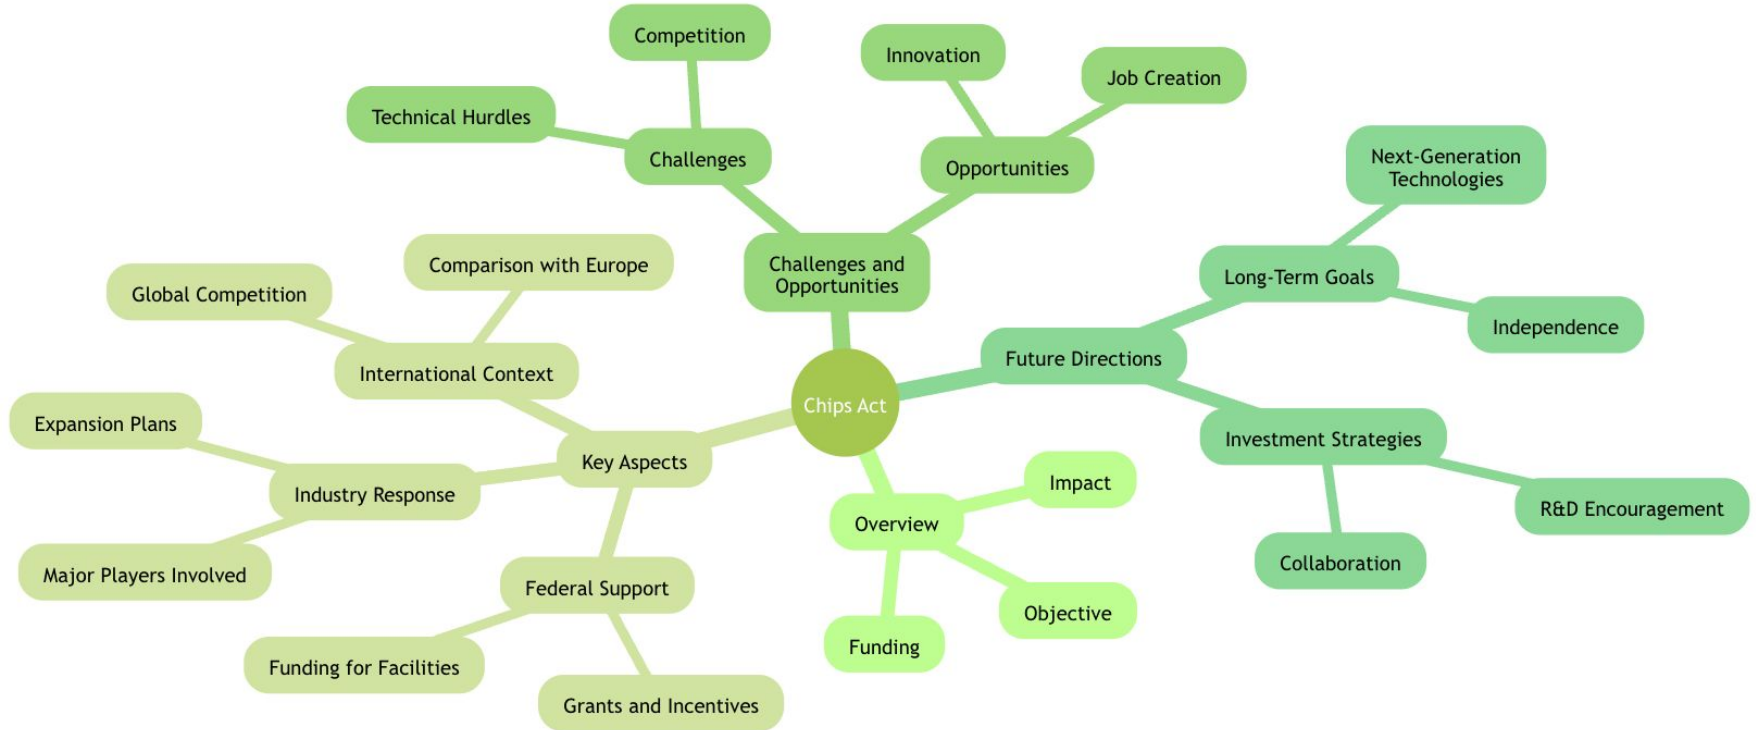 Competition
Innovation
Job Creation
Technical Hurdles
Challenges
Opportunities
Next-Generation
Technologies
Challenges and
Opportunities
Long-Term Goals
Independence
Comparison with Europe
Global Competition
International Context
Future Directions
Chips Act
Expansion Plans
Key Aspects
Industry Response
Major Players Involved
Federal Support
Funding for Facilities
Grants and Incentives
Overview
Impact
Objective
Funding
Investment Strategies
R&D Encouragement
Collaboration